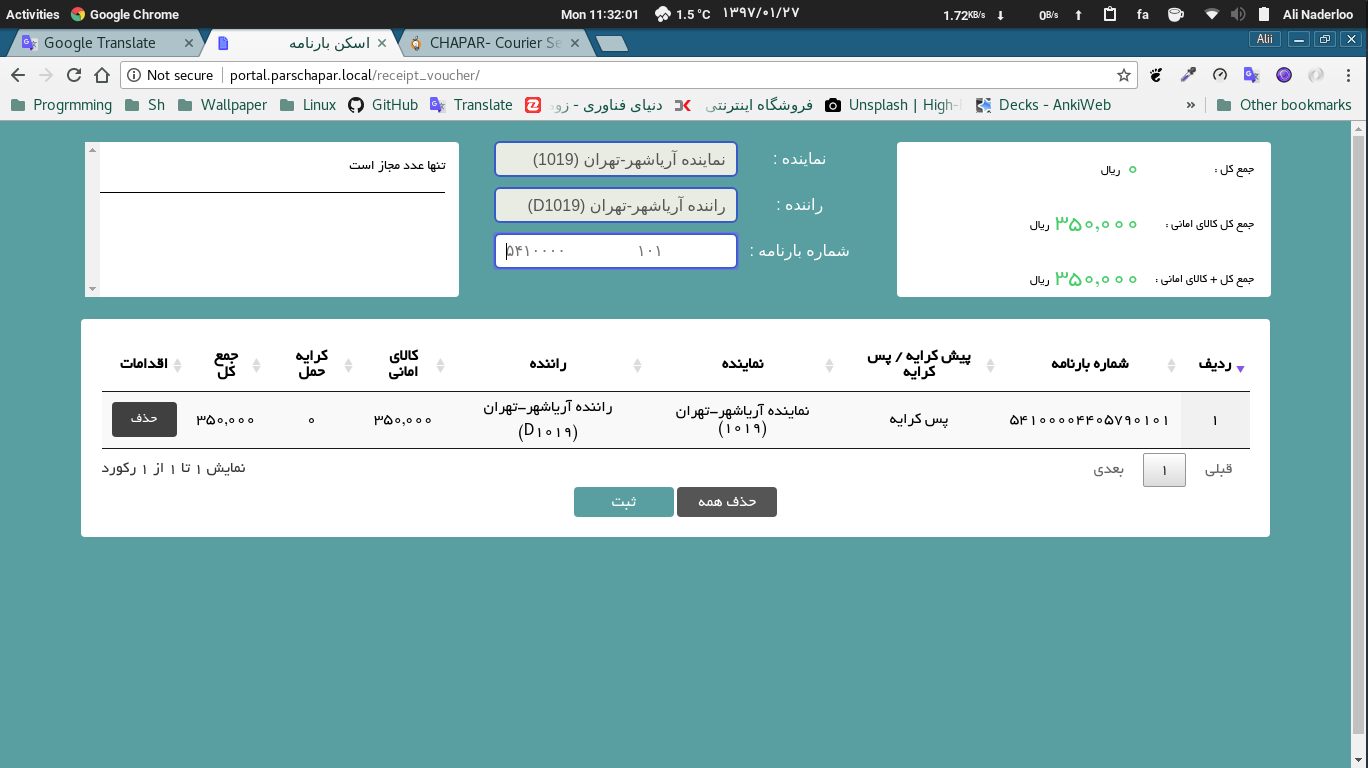 Activities Google Chrome Mon 11:32:01 1.5 °C ۱۳۹۷/۰۱/۲۷ 1.72KB/s 0B/s fa Ali Naderloo
Google Translate اسکن بارنامه CHAPAR- Courier Se Alii
Not secure portal.parschapar.local/receipt_voucher/
Progrmming Sh Wallpaper Linux GitHub Translate دنیای فناوری - زوم فروشگاه اینترنتی Unsplash | High- Decks - AnkiWeb » Other bookmarks
جمع کل : ۰ ریال
جمع کل کالای امانی : ۳۵۰,۰۰۰ ریال
جمع کل + کالای امانی : ۳۵۰,۰۰۰ ریال
نماینده : نماینده آریاشهر-تهران (1019)
راننده : راننده آریاشهر-تهران (D1019)
شماره بارنامه : ۵۴۱۰۰۰۰ ۱۰۱
تنها عدد مجاز است
ردیف شماره بارنامه پیش کرایه / پس کرایه نماینده راننده کالای امانی کرایه حمل جمع کل اقدامات
۱ ۵۴۱۰۰۰۰۴۴۰۵۷۹۰۱۰۱ پس کرایه نماینده آریاشهر-تهران (۱۰۱۹) راننده آریاشهر-تهران (D۱۰۱۹) ۳۵۰,۰۰۰ ۰ ۳۵۰,۰۰۰ حذف
قبلی ۱ بعدی نمایش ۱ تا ۱ از ۱ رکورد
حذف همه ثبت